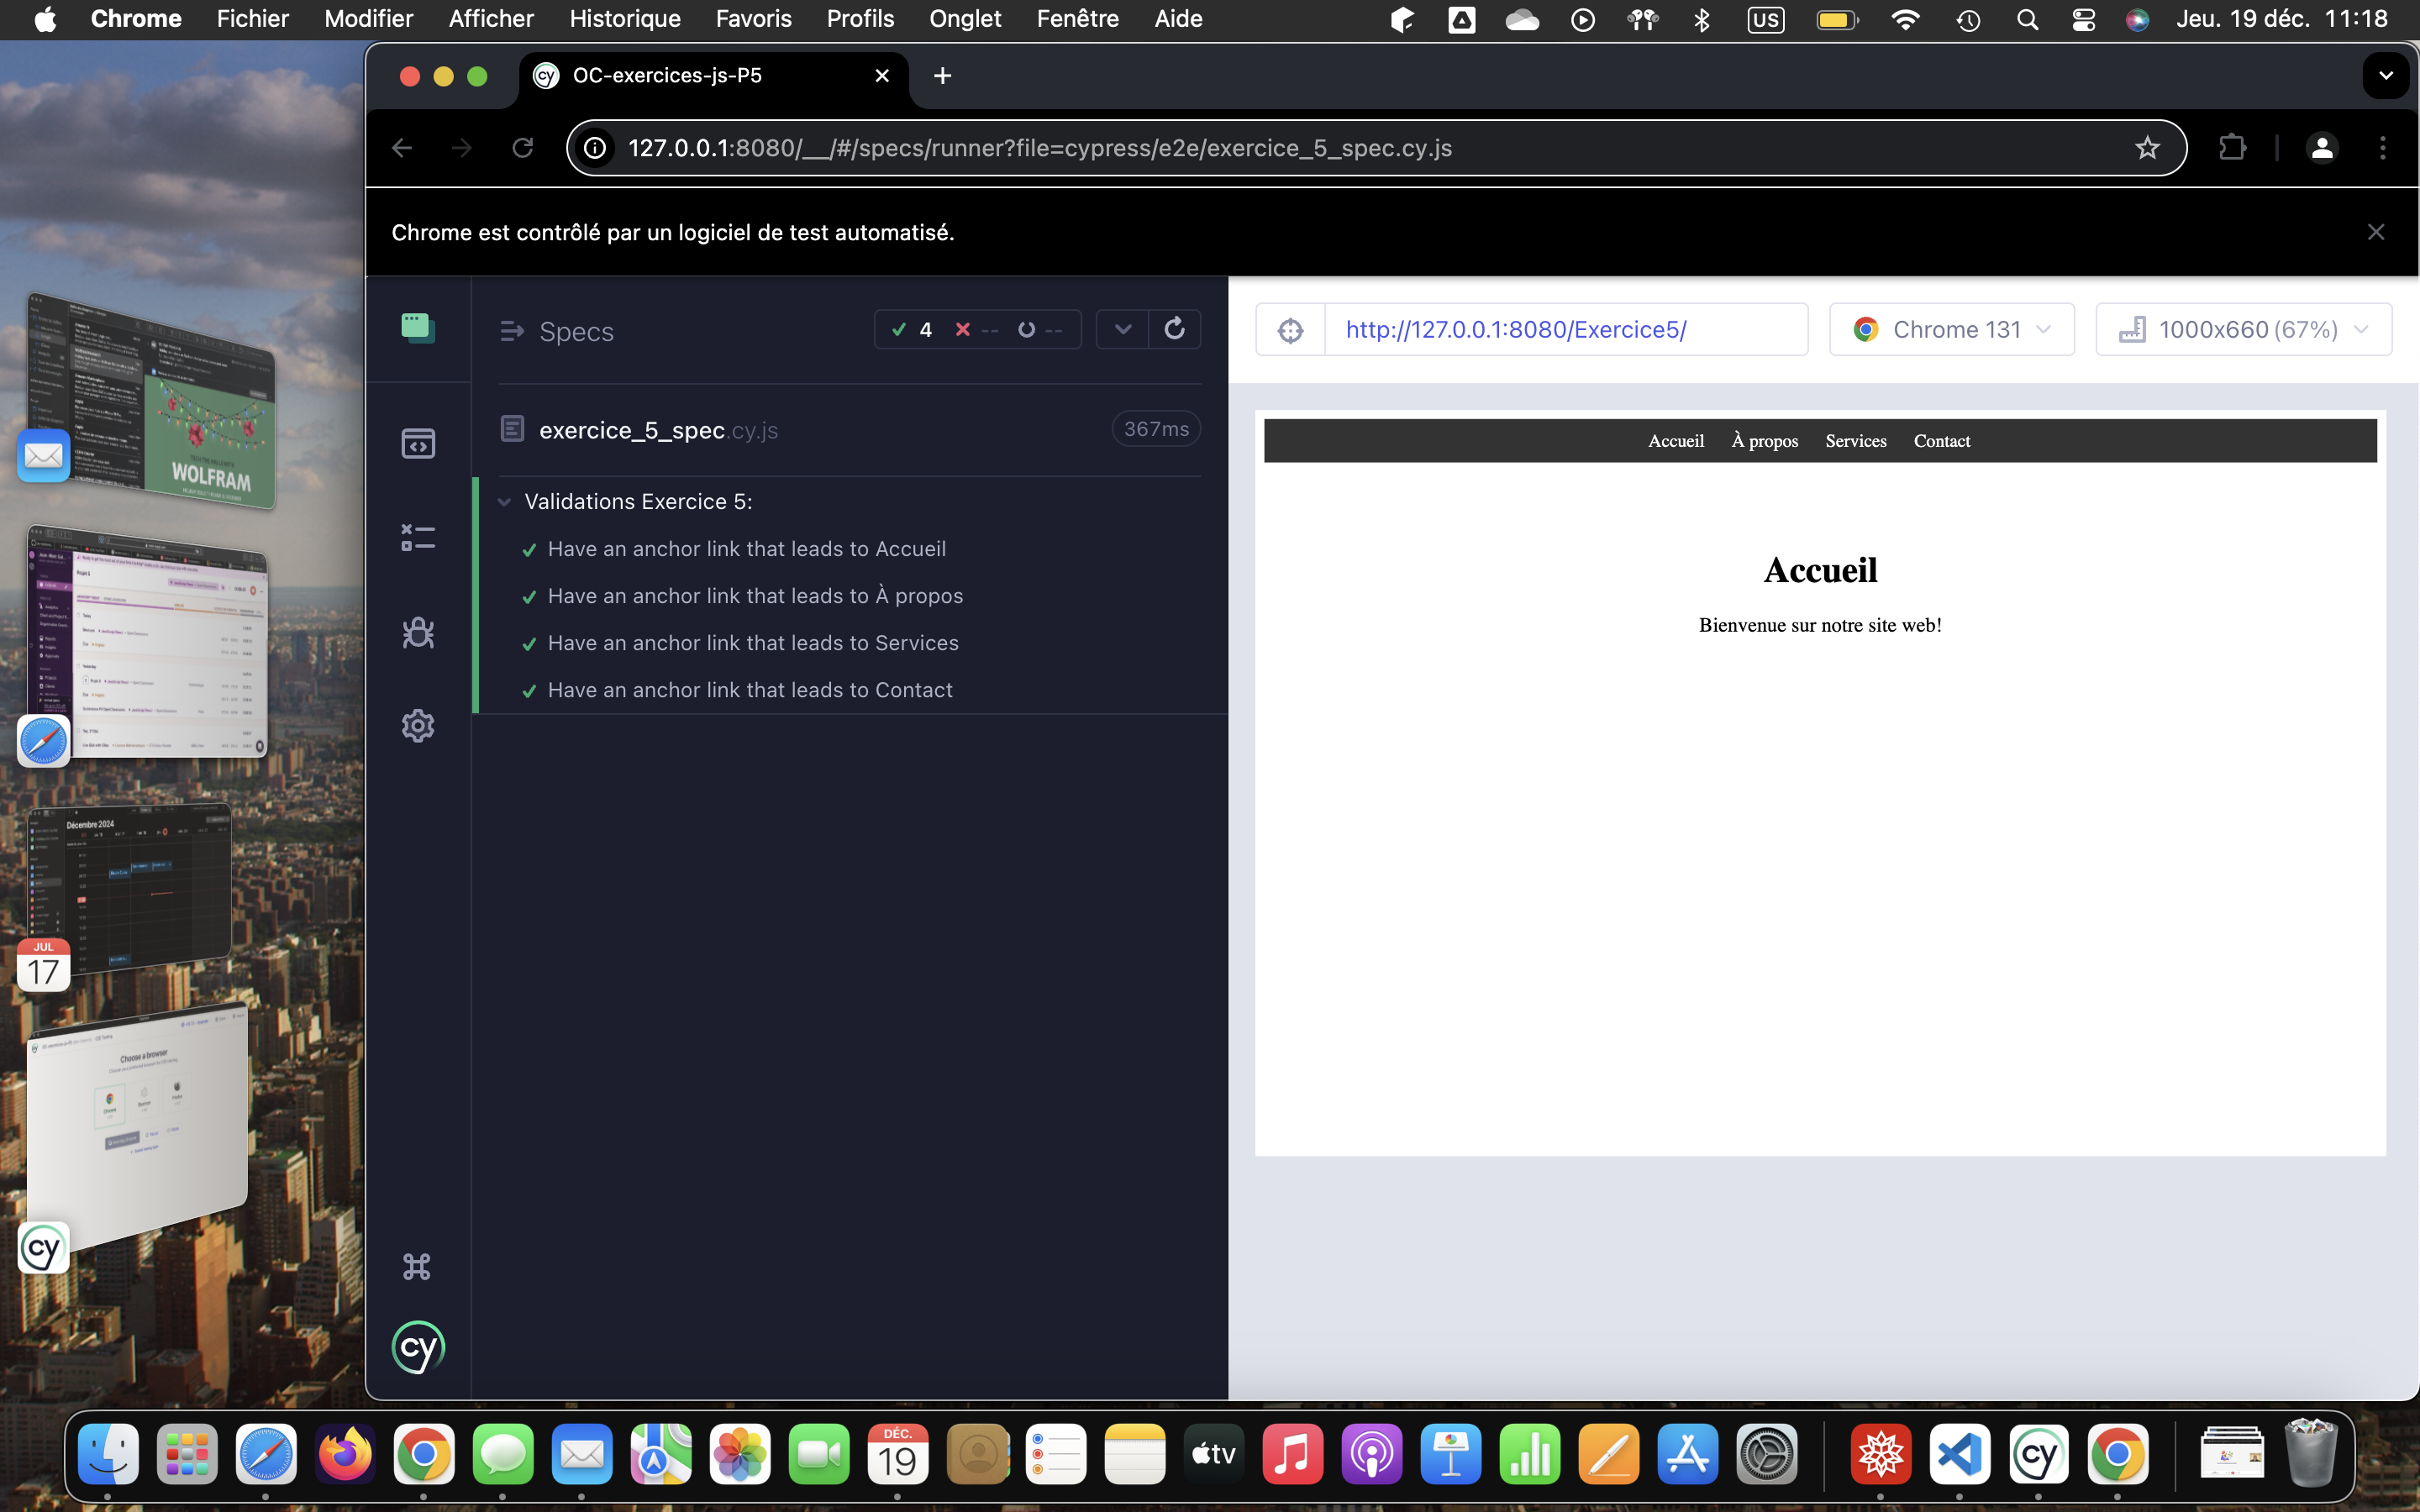 Chrome Fichier Modifier Afficher Historique Favoris Profils Onglet Fenêtre Aide US Jeu. 19 déc. 11:18
OC-exercices-js-P5
127.0.0.1:8080/__/#/specs/runner?file=cypress/e2e/exercice_5_spec.cy.js
Chrome est contrôlé par un logiciel de test automatisé.
Specs 4 -- --
exercice_5_spec.cy.js 367ms
Validations Exercice 5:
Have an anchor link that leads to Accueil
Have an anchor link that leads to À propos
Have an anchor link that leads to Services
Have an anchor link that leads to Contact
cy
http://127.0.0.1:8080/Exercice5/ Chrome 131 1000x660 (67%)
Accueil À propos Services Contact
Accueil
Bienvenue sur notre site web!
WOLFRAM
Décembre 2024
JUL
17
Choose a browser
cy
DÉC.
19
tv
cy